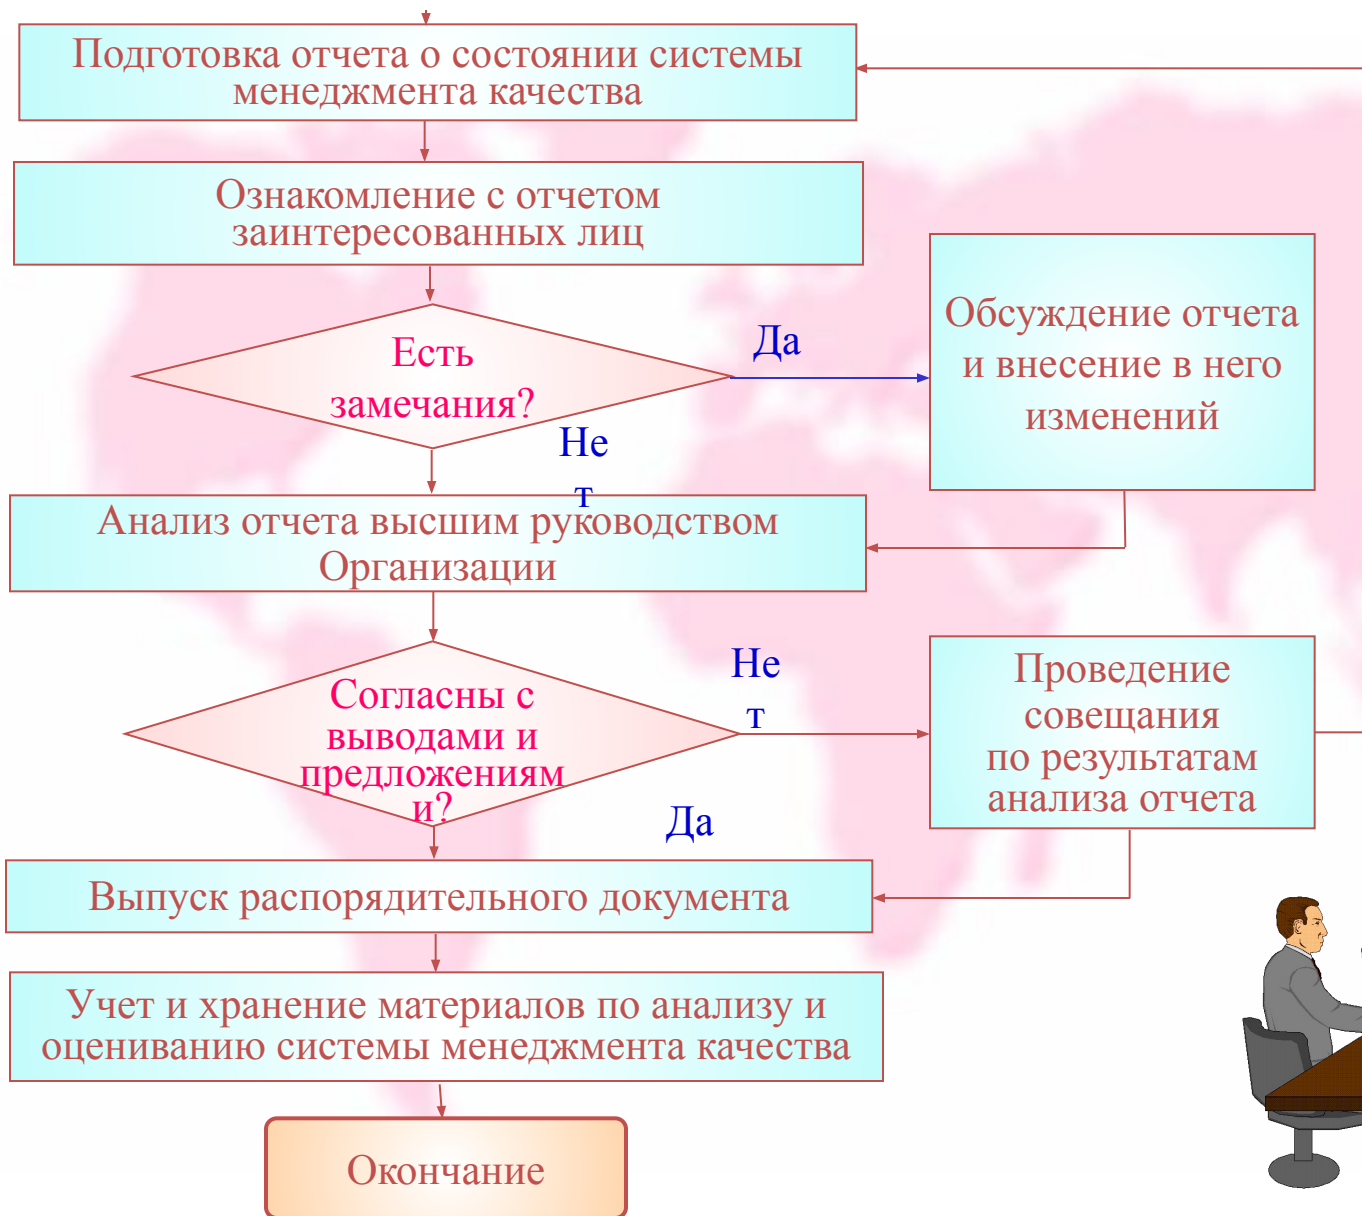 Подготовка отчета о состоянии системы
менеджмента качества
Ознакомление с отчетом
заинтересованных лиц
Есть
замечания?
Да
Обсуждение отчета
и внесение в него
изменений
Не
т
Анализ отчета высшим руководством
Организации
Согласны с
выводами и
предложениям
и?
Не
т
Проведение
совещания
по результатам
анализа отчета
Да
Выпуск распорядительного документа
Учет и хранение материалов по анализу и
оцениванию системы менеджмента качества
Окончание